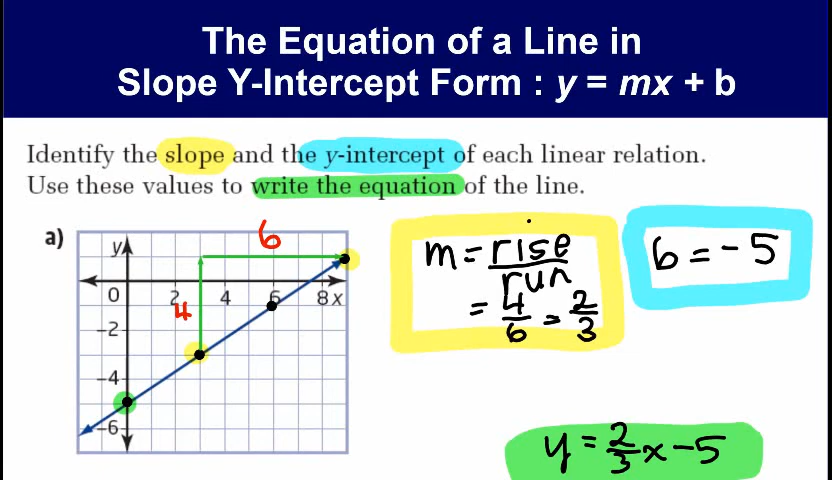 The Equation of a Line in
Slope Y-Intercept Form : y = mx + b
Identify the slope and the y-intercept of each linear relation.
Use these values to write the equation of the line.
a)
y
6
0
2
4
6
8
x
4
-2
-4
-6
m = rise
run
= 4/6 = 2/3
b = -5
y = 2/3 x - 5